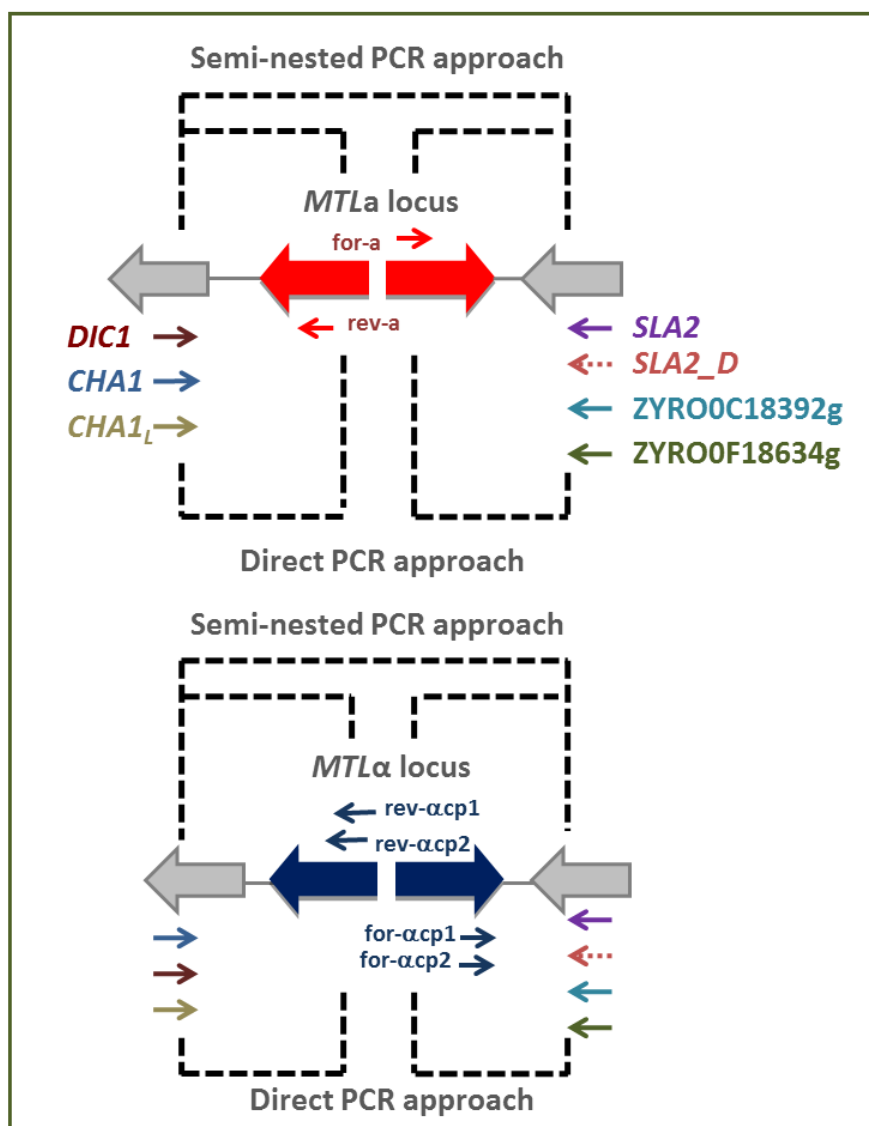 Semi-nested PCR approach
MTLa locus
for-a
rev-a
DIC1
CHA1
CHA1L
SLA2
SLA2_D
ZYRO0C18392g
ZYRO0F18634g
Direct PCR approach
Semi-nested PCR approach
MTLα locus
rev-αcp1
rev-αcp2
for-αcp1
for-αcp2
Direct PCR approach